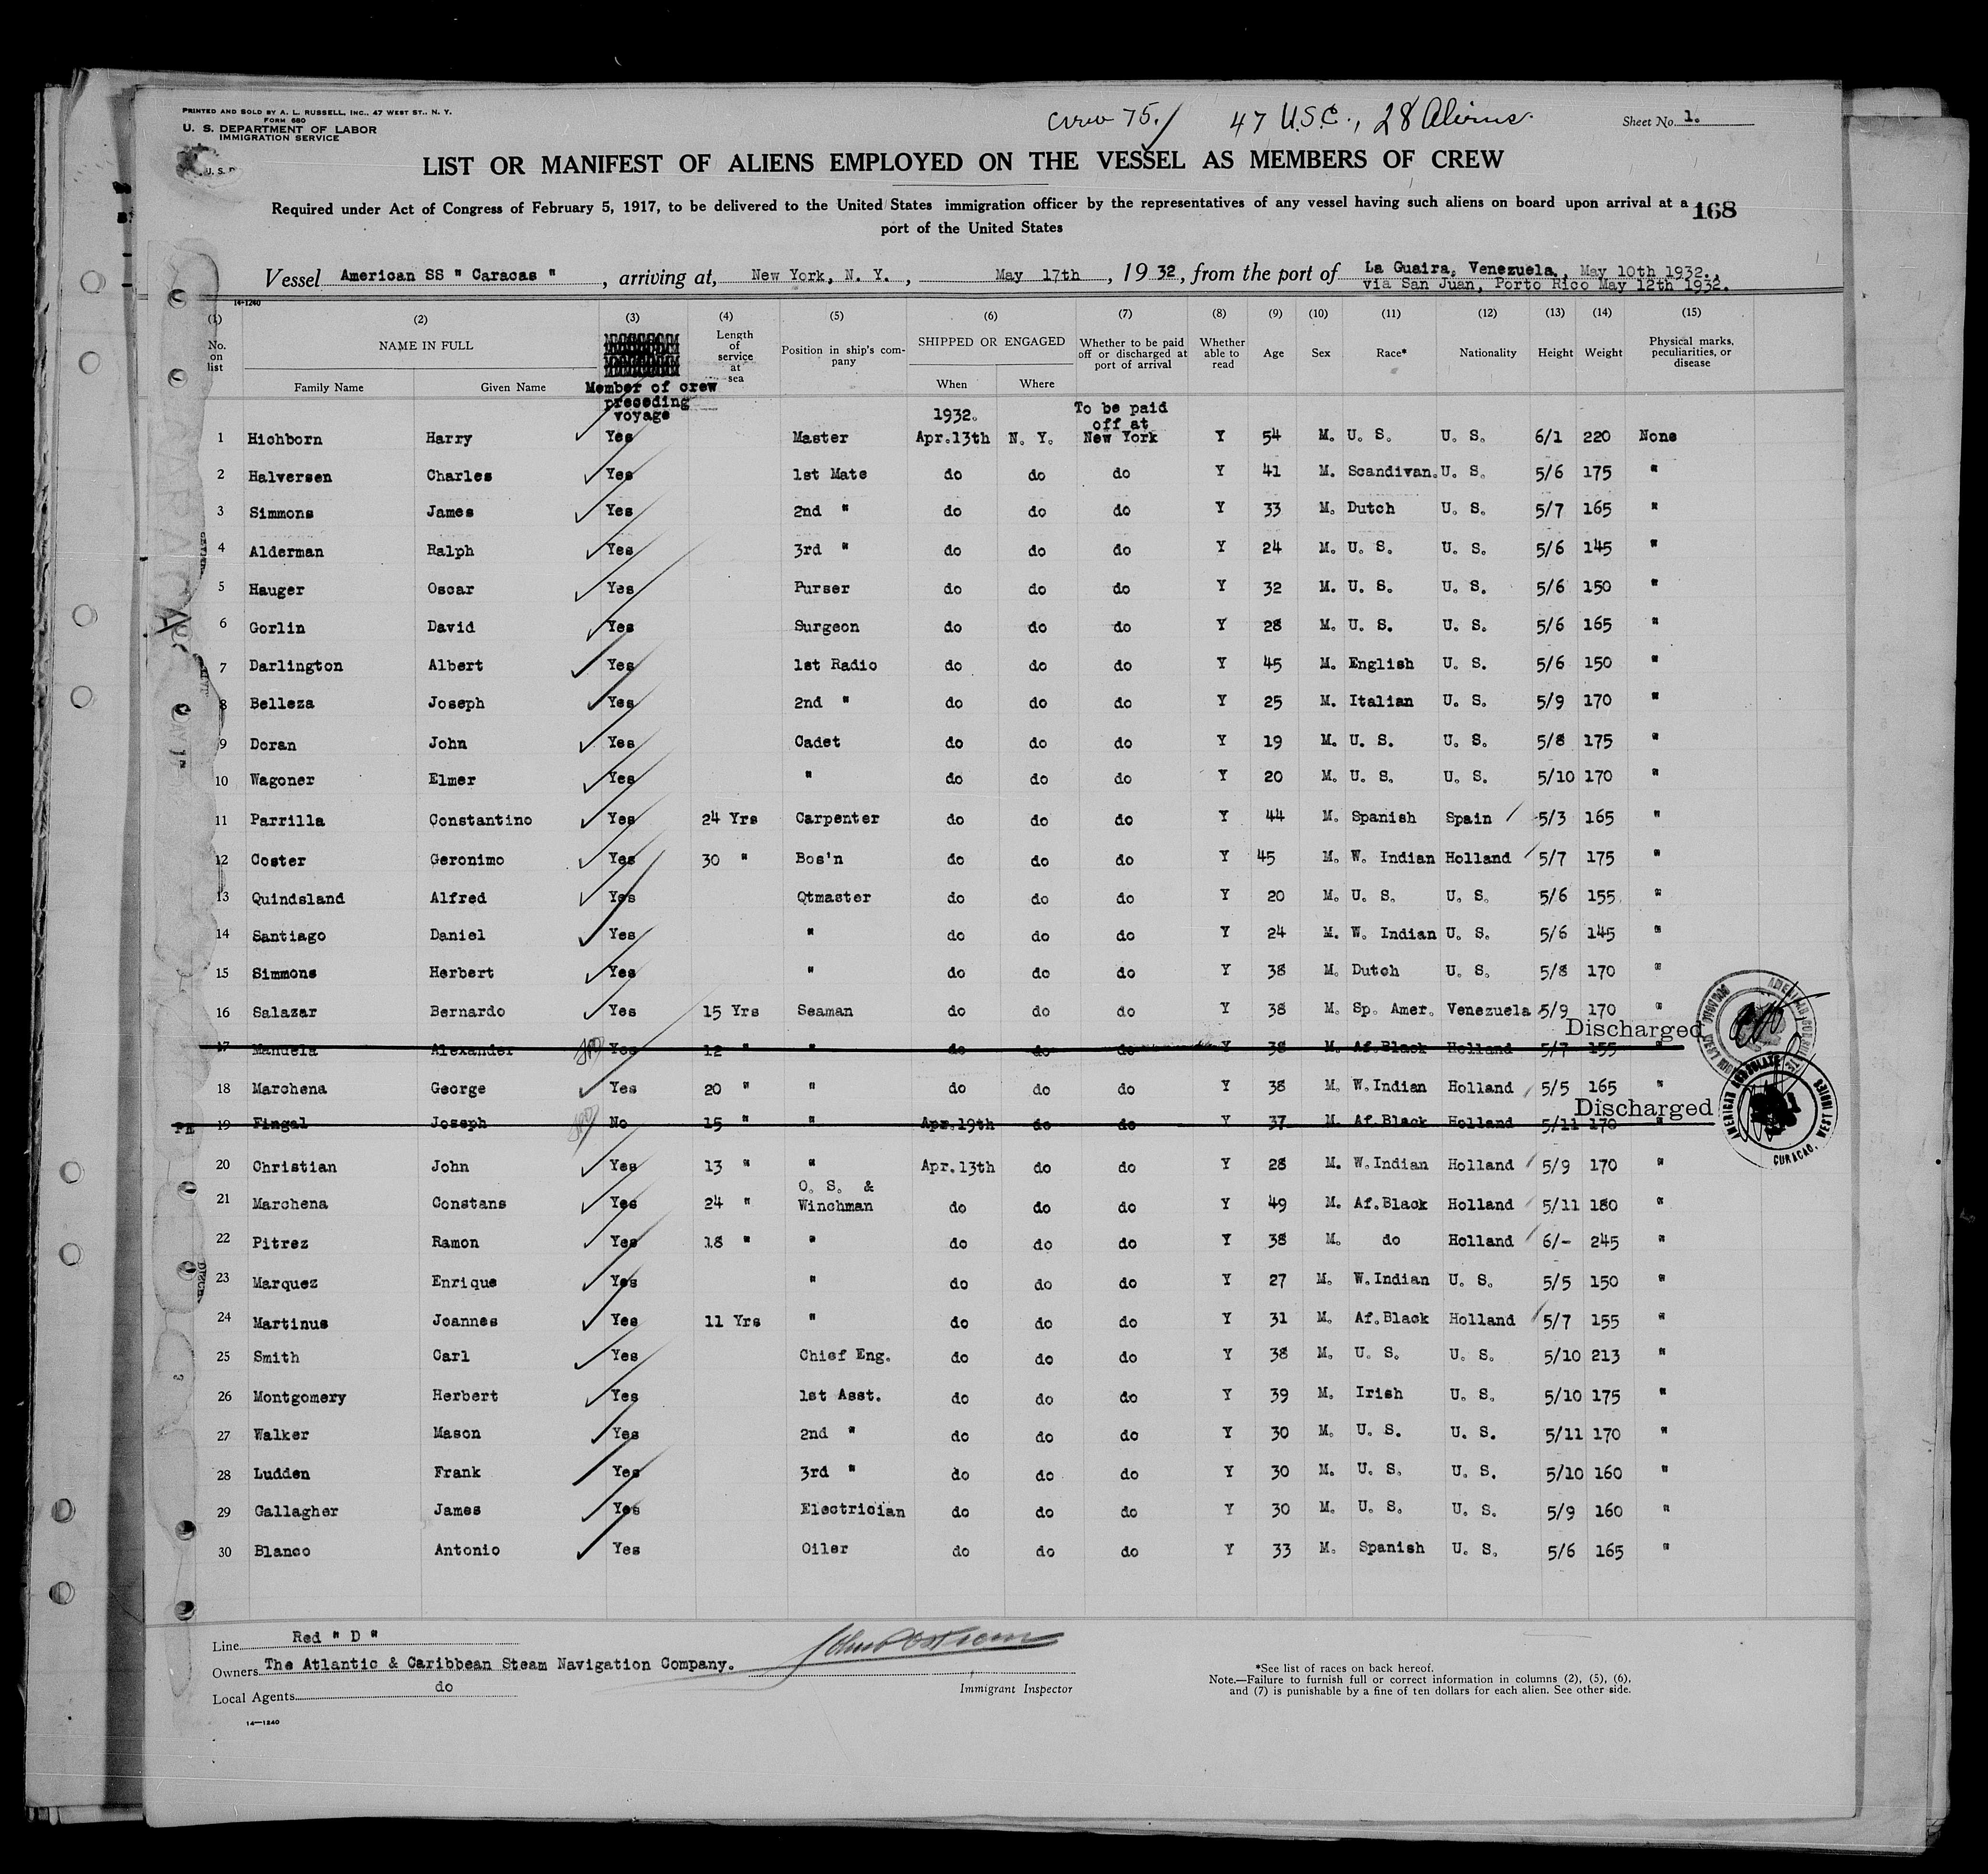 PRINTED AND SOLD BY A. L. RUSSELL, INC., 47 WEST ST., N. Y.
FORM 680
U. S. DEPARTMENT OF LABOR
IMMIGRATION SERVICE
Crew 75. 47 U.S.C., 28 Aliens.
Sheet No. 1.
LIST OR MANIFEST OF ALIENS EMPLOYED ON THE VESSEL AS MEMBERS OF CREW
Required under Act of Congress of February 5, 1917, to be delivered to the United States immigration officer by the representatives of any vessel having such aliens on board upon arrival at a
port of the United States
168
Vessel American SS " Caracas " , arriving at, New York, N. Y. , May 17th , 19 32, from the port of La Guaira, Venezuela, May 10th 1932.,
via San Juan, Porto Rico May 12th 1932.
14-1240
(1) (2) (3) (4) (5) (6) (7) (8) (9) (10) (11) (12) (13) (14) (15)
No. on list NAME IN FULL Family Name Given Name Member of crew preceding voyage Length of service at sea Position in ship's company SHIPPED OR ENGAGED When Where Whether to be paid off or discharged at port of arrival Whether able to read Age Sex Race* Nationality Height Weight Physical marks, peculiarities, or disease
1932. To be paid off at
1 Hichborn Harry Yes Master Apr.13th N. Y. New York Y 54 M. U. S. U. S. 6/1 220 None
2 Halversen Charles Yes 1st Mate do do do Y 41 M. Scandivan. U. S. 5/6 175 "
3 Simmons James Yes 2nd " do do do Y 33 M. Dutch U. S. 5/7 165 "
4 Alderman Ralph Yes 3rd " do do do Y 24 M. U. S. U. S. 5/6 145 "
5 Hauger Oscar Yes Purser do do do Y 32 M. U. S. U. S. 5/6 150 "
6 Gorlin David Yes Surgeon do do do Y 28 M. U. S. U. S. 5/6 165 "
7 Darlington Albert Yes 1st Radio do do do Y 45 M. English U. S. 5/6 150 "
8 Belleza Joseph Yes 2nd " do do do Y 25 M. Italian U. S. 5/9 170 "
9 Doran John Yes Cadet do do do Y 19 M. U. S. U. S. 5/8 175 "
10 Wagoner Elmer Yes " do do do Y 20 M. U. S. U. S. 5/10 170 "
11 Parrilla Constantino Yes 24 Yrs Carpenter do do do Y 44 M. Spanish Spain 5/3 165 "
12 Coster Geronimo Yes 30 " Bos'n do do do Y 45 M. W. Indian Holland 5/7 175 "
13 Quindsland Alfred Yes Qtmaster do do do Y 20 M. U. S. U. S. 5/6 155 "
14 Santiago Daniel Yes " do do do Y 24 M. W. Indian U. S. 5/6 145 "
15 Simmons Herbert Yes " do do do Y 38 M. Dutch U. S. 5/8 170 "
16 Salazar Bernardo Yes 15 Yrs Seaman do do do Y 38 M. Sp. Amer. Venezuela 5/9 170 "
Discharged
17 Manuela Alexander Yes 12 " " do do do Y 38 M. Af.Black Holland 5/7 155 "
18 Marchena George Yes 20 " " do do do Y 38 M. W.Indian Holland 5/5 165 "
Discharged
19 Fingal Joseph No 15 " " Apr.19th do do Y 37 M. Af.Black Holland 5/11 170 "
AMERICAN CONSULATE CURACAO, WEST INDIES
20 Christian John Yes 13 " " Apr.13th do do Y 28 M. W.Indian Holland 5/9 170 "
21 Marchena Constans Yes 24 " O. S. & Winchman do do do Y 49 M. Af.Black Holland 5/11 180 "
22 Pitrez Ramon Yes 18 " " do do do Y 38 M. do Holland 6/- 245 "
23 Marquez Enrique Yes " do do do Y 27 M. W.Indian U. S. 5/5 150 "
24 Martinus Joannes Yes 11 Yrs " do do do Y 31 M. Af.Black Holland 5/7 155 "
25 Smith Carl Yes Chief Eng. do do do Y 38 M. U. S. U. S. 5/10 213 "
26 Montgomery Herbert Yes 1st Asst. do do do Y 39 M. Irish U. S. 5/10 175 "
27 Walker Mason Yes 2nd " do do do Y 30 M. U. S. U. S. 5/11 170 "
28 Ludden Frank Yes 3rd " do do do Y 30 M. U. S. U. S. 5/10 160 "
29 Gallagher James Yes Electrician do do do Y 30 M. U. S. U. S. 5/9 160 "
30 Blanco Antonio Yes Oiler do do do Y 33 M. Spanish U. S. 5/6 165 "
Line Red " D "
Owners The Atlantic & Caribbean Steam Navigation Company.
Local Agents do
Immigrant Inspector
*See list of races on back hereof.
Note.—Failure to furnish full or correct information in columns (2), (5), (6),
and (7) is punishable by a fine of ten dollars for each alien. See other side.
14—1240